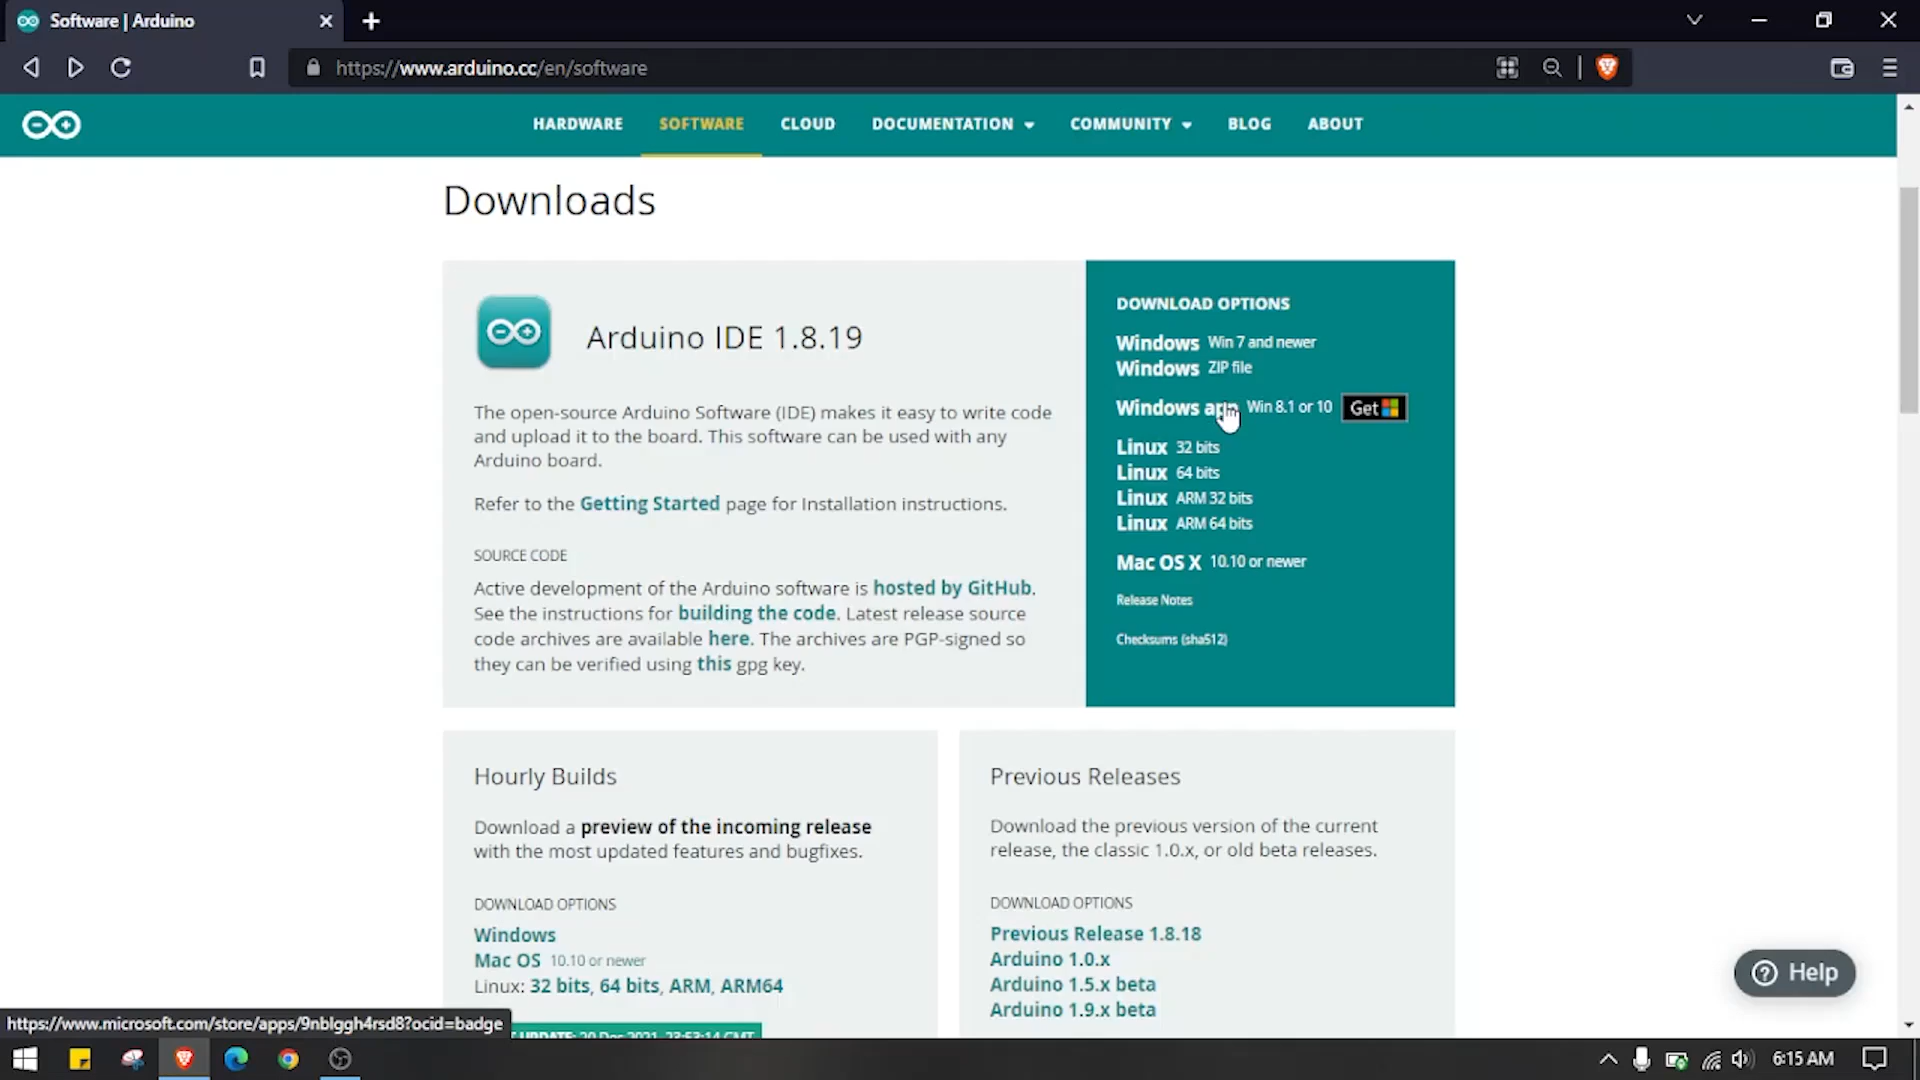 Software | Arduino
https://www.arduino.cc/en/software
HARDWARE SOFTWARE CLOUD DOCUMENTATION COMMUNITY BLOG ABOUT
Downloads
Arduino IDE 1.8.19
The open-source Arduino Software (IDE) makes it easy to write code
and upload it to the board. This software can be used with any
Arduino board.
Refer to the Getting Started page for Installation instructions.
SOURCE CODE
Active development of the Arduino software is hosted by GitHub.
See the instructions for building the code. Latest release source
code archives are available here. The archives are PGP-signed so
they can be verified using this gpg key.
DOWNLOAD OPTIONS
Windows Win 7 and newer
Windows ZIP file
Windows app Win 8.1 or 10 Get
Linux 32 bits
Linux 64 bits
Linux ARM 32 bits
Linux ARM 64 bits
Mac OS X 10.10 or newer
Release Notes
Checksums (sha512)
Hourly Builds
Download a preview of the incoming release
with the most updated features and bugfixes.
DOWNLOAD OPTIONS
Windows
Mac OS 10.10 or newer
Linux: 32 bits, 64 bits, ARM, ARM64
Previous Releases
Download the previous version of the current
release, the classic 1.0.x, or old beta releases.
DOWNLOAD OPTIONS
Previous Release 1.8.18
Arduino 1.0.x
Arduino 1.5.x beta
Arduino 1.9.x beta
Help
https://www.microsoft.com/store/apps/9nblggh4rsd8?ocid=badge
UPDATE: 20 Dec 2021
6:15 AM